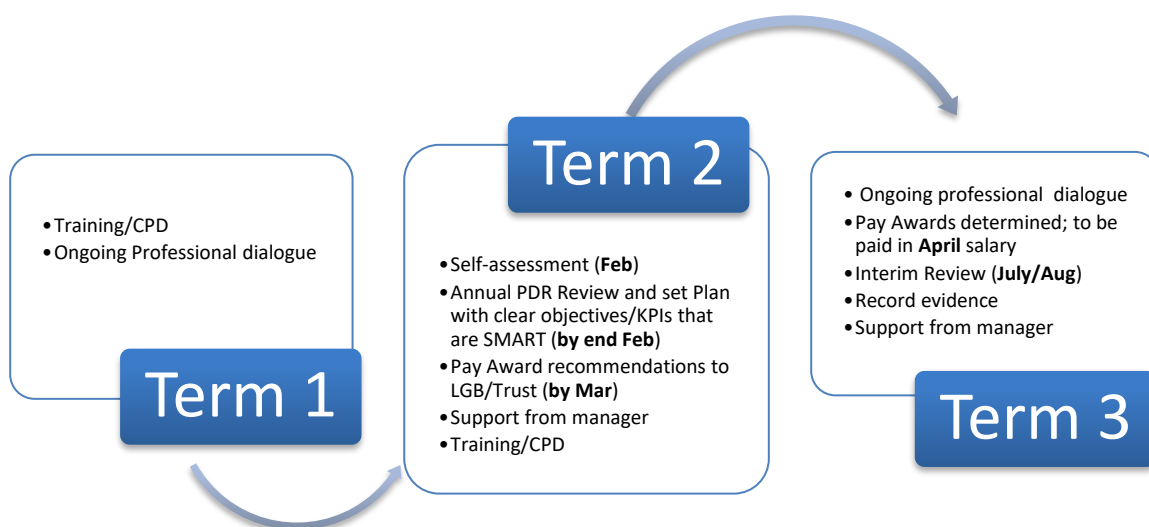 •Training/CPD
•Ongoing Professional dialogue
Term 1
Term 2
•Self-assessment (Feb)
•Annual PDR Review and set Plan
with clear objectives/KPIs that
are SMART (by end Feb)
•Pay Award recommendations to
LGB/Trust (by Mar)
•Support from manager
•Training/CPD
• Ongoing professional dialogue
•Pay Awards determined; to be
paid in April salary
•Interim Review (July/Aug)
•Record evidence
•Support from manager
Term 3